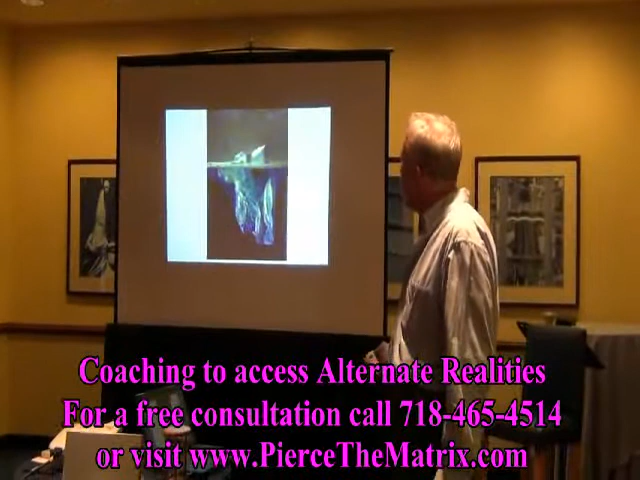 Coaching to access Alternate Realities
For a free consultation call 718-465-4514
or visit www.PierceTheMatrix.com